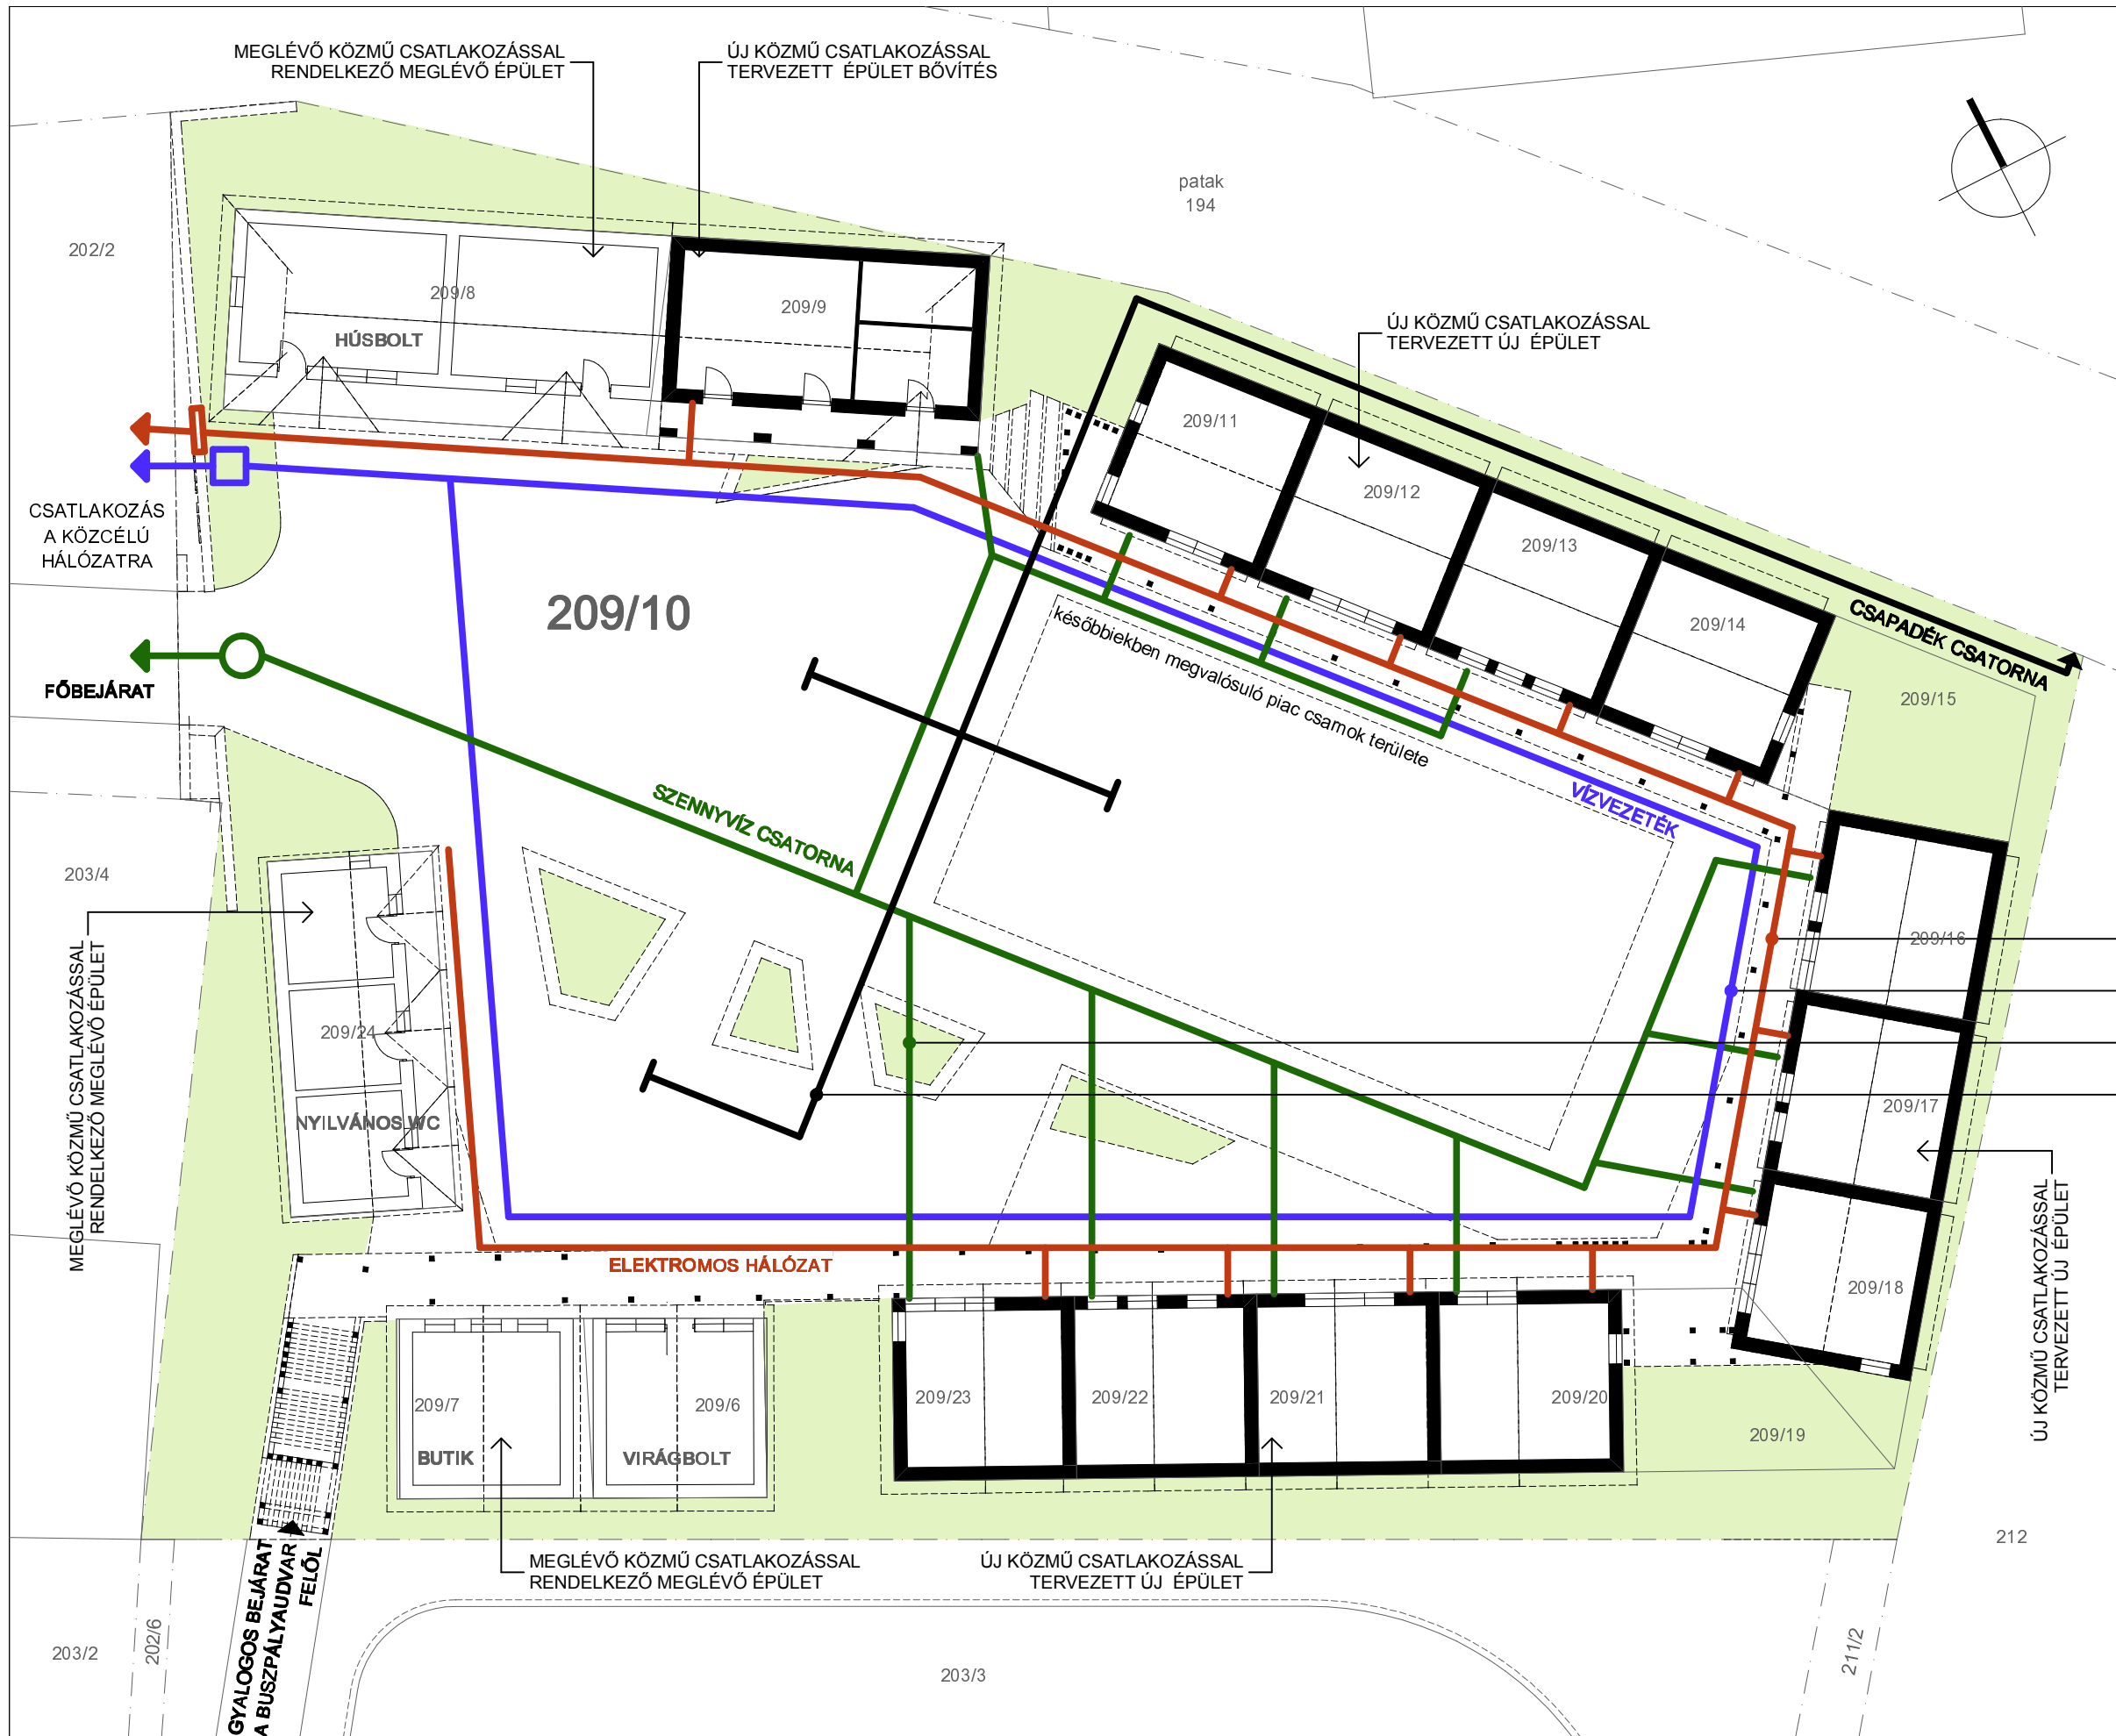 MEGLÉVŐ KÖZMŰ CSATLAKOZÁSSAL
RENDELKEZŐ MEGLÉVŐ ÉPÜLET
ÚJ KÖZMŰ CSATLAKOZÁSSAL
TERVEZETT ÉPÜLET BŐVÍTÉS
patak
194
202/2
209/8
HÚSBOLT
209/9
ÚJ KÖZMŰ CSATLAKOZÁSSAL
TERVEZETT ÚJ ÉPÜLET
209/11
209/12
209/13
209/14
CSATLAKOZÁS
A KÖZCÉLÚ
HÁLÓZATRA
209/10
későbbiekben megvalósuló piac csarnok területe
CSAPADÉK CSATORNA
209/15
FŐBEJÁRAT
SZENNYVÍZ CSATORNA
VÍZVEZETÉK
203/4
209/16
MEGLÉVŐ KÖZMŰ CSATLAKOZÁSSAL
RENDELKEZŐ MEGLÉVŐ ÉPÜLET
209/24
NYILVÁNOS WC
209/17
ÚJ KÖZMŰ CSATLAKOZÁSSAL
TERVEZETT ÚJ ÉPÜLET
ELEKTROMOS HÁLÓZAT
209/18
209/7
BUTIK
209/6
VIRÁGBOLT
209/23
209/22
209/21
209/20
209/19
MEGLÉVŐ KÖZMŰ CSATLAKOZÁSSAL
RENDELKEZŐ MEGLÉVŐ ÉPÜLET
ÚJ KÖZMŰ CSATLAKOZÁSSAL
TERVEZETT ÚJ ÉPÜLET
212
GYALOGOS BEJÁRAT
A BUSZPÁLYAUDVAR
FELŐL
203/2
202/6
203/3
211/2